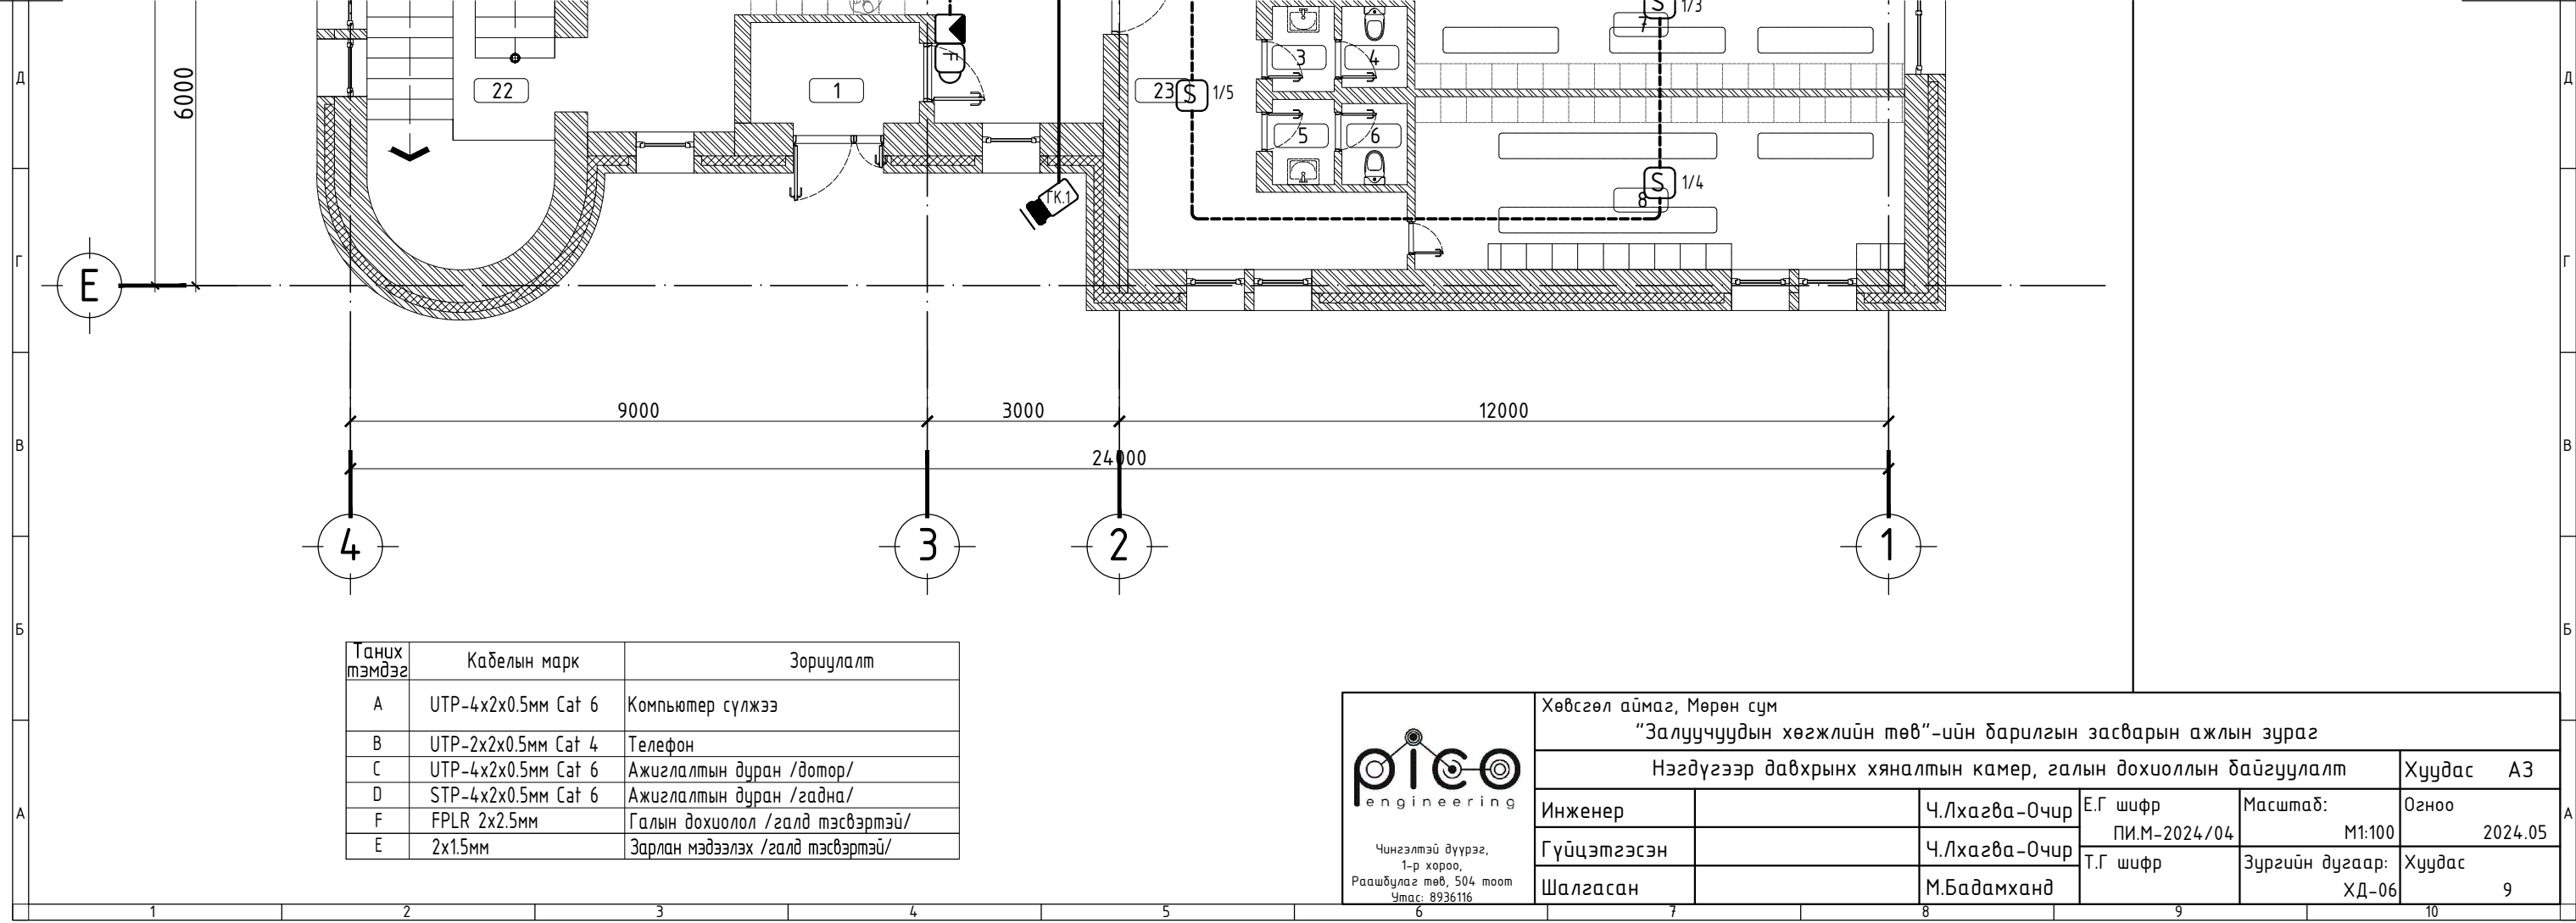 1/3
7
Д
Д
3
4
6000
22
F
1
23
S
1/5
5
6
S
1/4
8
ТК.1
Г
Г
E
9000
3000
12000
В
В
24000
4
3
2
1
Б
Б
Таних тэмдэг
Кабелын марк
Зориулалт
A
UTP-4x2x0.5мм Cat 6
Компьютер сүлжээ
B
UTP-2x2x0.5мм Cat 4
Телефон
C
UTP-4x2x0.5мм Cat 6
Ажиглалтын дуран /дотор/
D
STP-4x2x0.5мм Cat 6
Ажиглалтын дуран /гадна/
F
FPLR 2x2.5мм
Галын дохиолол /галд тэсвэртэй/
E
2x1.5мм
Зарлан мэдээлэх /галд тэсвэртэй/
pico
engineering
Чингэлтэй дүүрэг,
1-р хороо,
Раашбулаг төв, 504 тоот
Утас: 8936116
Хөвсгөл аймаг, Мөрөн сум
"Залуучуудын хөгжлийн төв"-ийн барилгын засварын ажлын зураг
Нэгдүгээр давхрынх хяналтын камер, галын дохиоллын байгуулалт
Хуудас А3
Инженер
Ч.Лхагва-Очир
Гүйцэтгэсэн
Ч.Лхагва-Очир
Шалгасан
М.Бадамханд
Е.Г шифр
ПИ.М-2024/04
Т.Г шифр
Масштаб:
М1:100
Зургийн дугаар:
ХД-06
Огноо
2024.05
Хуудас
9
А
А
1 2 3 4 5 6 7 8 9 10